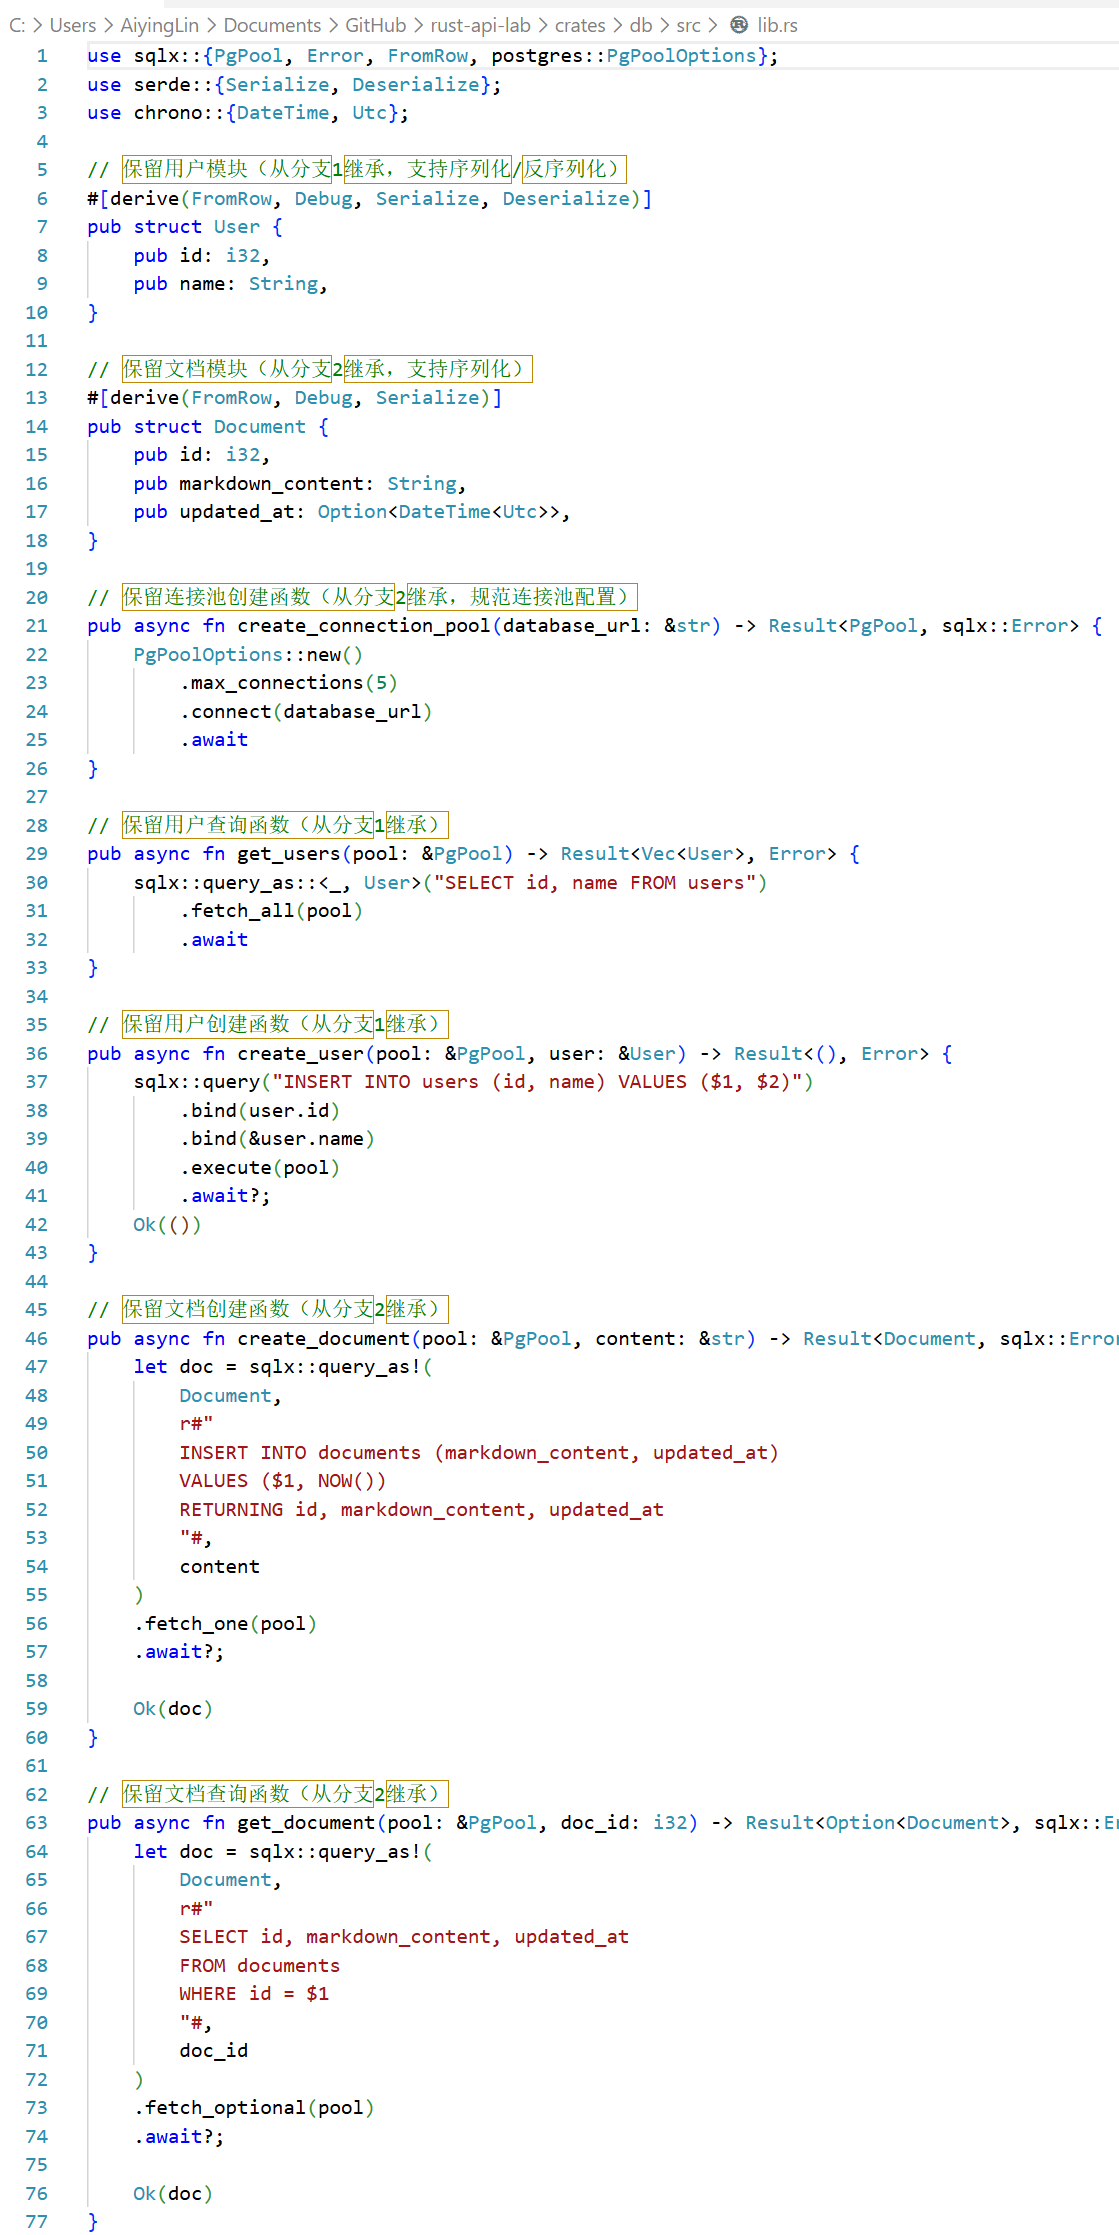 C: > Users > AiyingLin > Documents > GitHub > rust-api-lab > crates > db > src > lib.rs
1 use sqlx::{PgPool, Error, FromRow, postgres::PgPoolOptions};
2 use serde::{Serialize, Deserialize};
3 use chrono::{DateTime, Utc};
4
5 // 保留用户模块（从分支1继承，支持序列化/反序列化）
6 #[derive(FromRow, Debug, Serialize, Deserialize)]
7 pub struct User {
8     pub id: i32,
9     pub name: String,
10 }
11
12 // 保留文档模块（从分支2继承，支持序列化）
13 #[derive(FromRow, Debug, Serialize)]
14 pub struct Document {
15     pub id: i32,
16     pub markdown_content: String,
17     pub updated_at: Option<DateTime<Utc>>,
18 }
19
20 // 保留连接池创建函数（从分支2继承，规范连接池配置）
21 pub async fn create_connection_pool(database_url: &str) -> Result<PgPool, sqlx::Error> {
22     PgPoolOptions::new()
23         .max_connections(5)
24         .connect(database_url)
25         .await
26 }
27
28 // 保留用户查询函数（从分支1继承）
29 pub async fn get_users(pool: &PgPool) -> Result<Vec<User>, Error> {
30     sqlx::query_as::<_, User>("SELECT id, name FROM users")
31         .fetch_all(pool)
32         .await
33 }
34
35 // 保留用户创建函数（从分支1继承）
36 pub async fn create_user(pool: &PgPool, user: &User) -> Result<(), Error> {
37     sqlx::query("INSERT INTO users (id, name) VALUES ($1, $2)")
38         .bind(user.id)
39         .bind(&user.name)
40         .execute(pool)
41         .await?;
42     Ok(())
43 }
44
45 // 保留文档创建函数（从分支2继承）
46 pub async fn create_document(pool: &PgPool, content: &str) -> Result<Document, sqlx::Error
47     let doc = sqlx::query_as!(
48         Document,
49         r#"
50         INSERT INTO documents (markdown_content, updated_at)
51         VALUES ($1, NOW())
52         RETURNING id, markdown_content, updated_at
53         "#,
54         content
55     )
56     .fetch_one(pool)
57     .await?;
58
59     Ok(doc)
60 }
61
62 // 保留文档查询函数（从分支2继承）
63 pub async fn get_document(pool: &PgPool, doc_id: i32) -> Result<Option<Document>, sqlx::E
64     let doc = sqlx::query_as!(
65         Document,
66         r#"
67         SELECT id, markdown_content, updated_at
68         FROM documents
69         WHERE id = $1
70         "#,
71         doc_id
72     )
73     .fetch_optional(pool)
74     .await?;
75
76     Ok(doc)
77 }